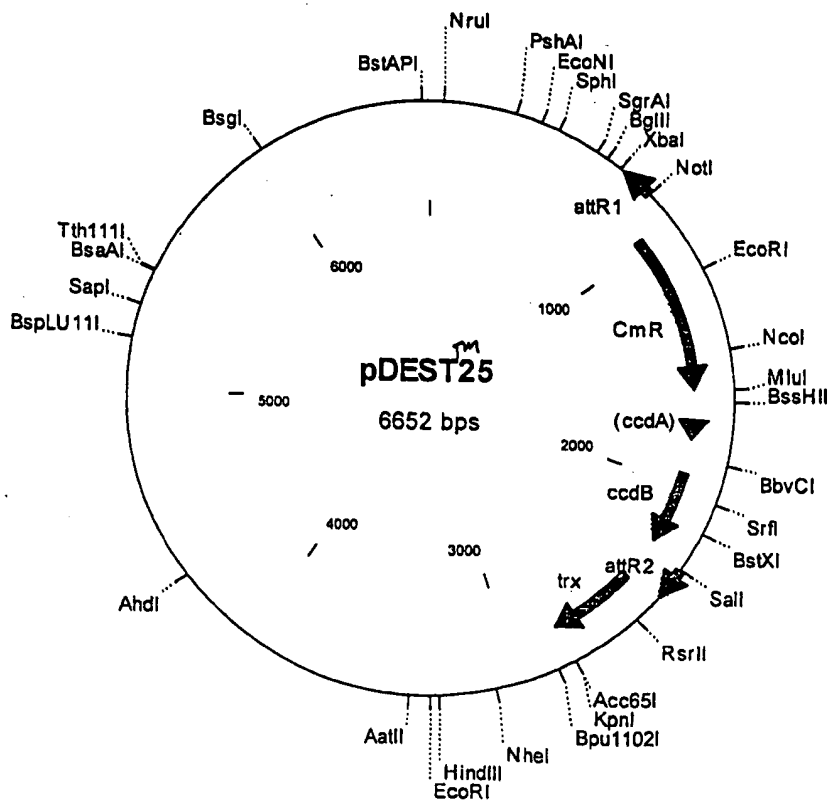 NruI
BstAPI
PshAI
EcoNI
SphI
SgrAI
BglII
XbaI
NotI
BsgI
attR1
Tth111I
BsaAI
SapI
BspLU11I
EcoRI
6000
1000
CmR
NcoI
pDEST™25
6652 bps
MluI
BssHII
5000
(ccdA)
2000
BbvCI
ccdB
SrfI
BstXI
4000
3000
attR2
trx
SalI
AhdI
RsrII
Acc65I
KpnI
Bpu1102I
AatII
NheI
HindIII
EcoRI